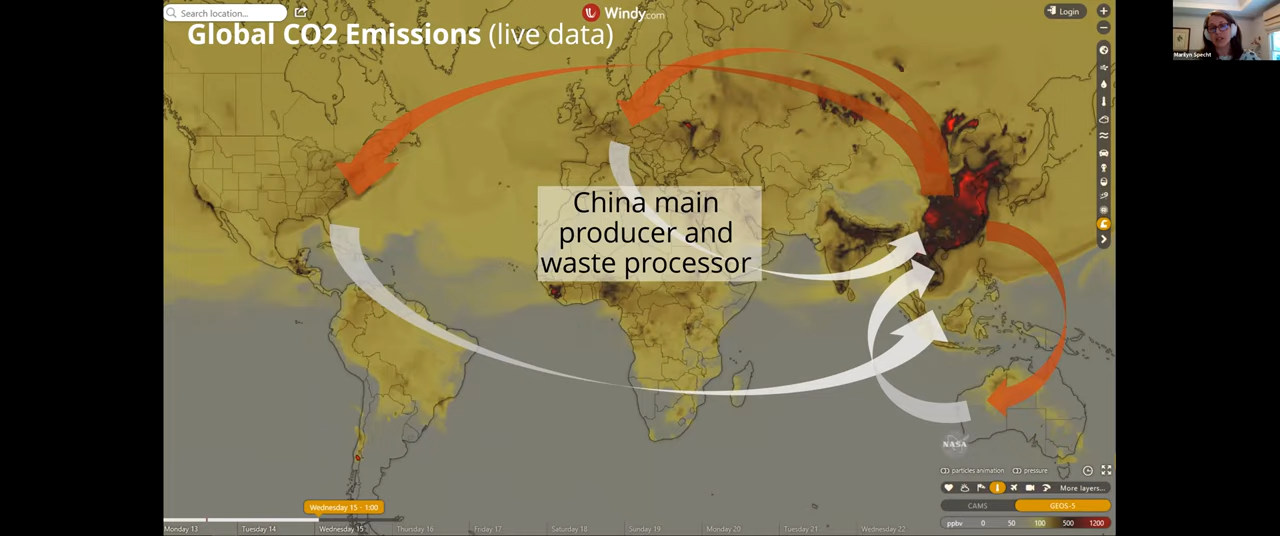 Search location...
Windy.com
Login
Global CO2 Emissions (live data)
Marilyn Specht
China main
producer and
waste processor
NASA
particles animation
pressure
More layers...
CAMS
GEOS-5
ppbv 0 50 100 500 1200
Wednesday 15 - 1:00
Monday 13 Tuesday 14 Wednesday 15 Thursday 16 Friday 17 Saturday 18 Sunday 19 Monday 20 Tuesday 21 Wednesday 22